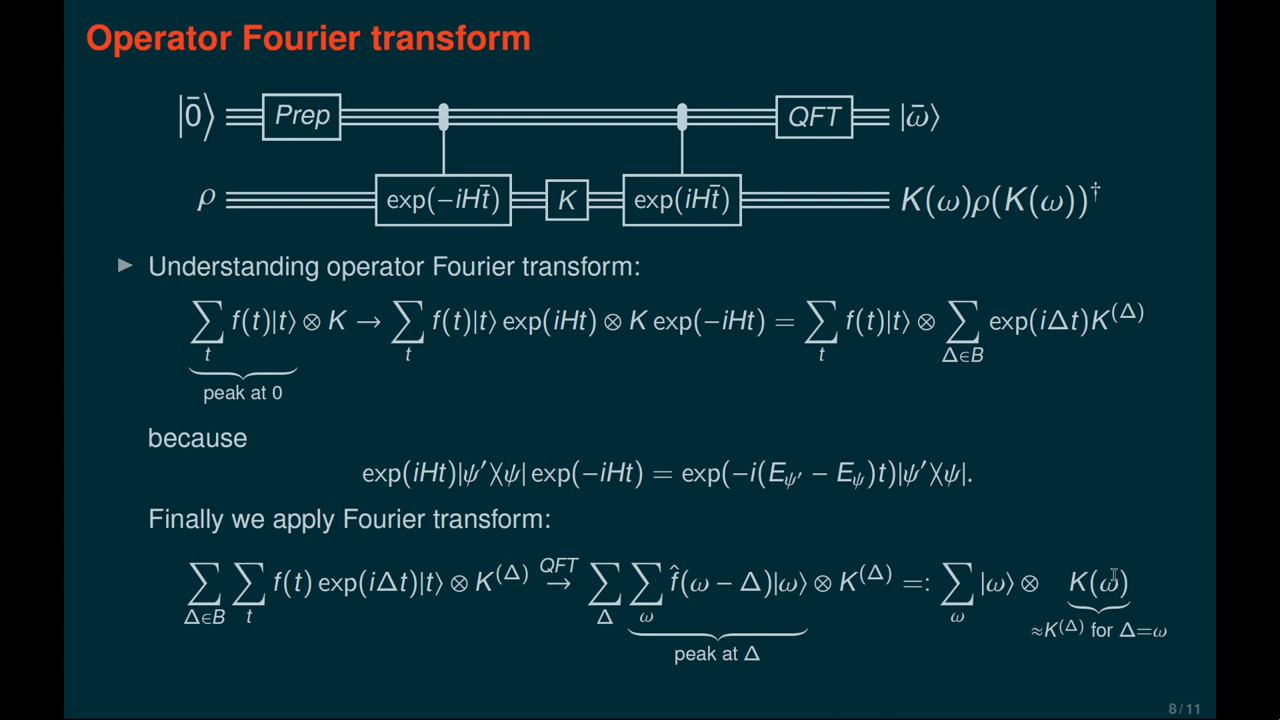 Operator Fourier transform
|0̄⟩ Prep QFT |ω̄⟩
ρ exp(−iHt̄) K exp(iHt̄) K(ω)ρ(K(ω))†
▶ Understanding operator Fourier transform:
∑_t f(t)|t⟩ ⊗ K → ∑_t f(t)|t⟩ exp(iHt) ⊗ K exp(−iHt) = ∑_t f(t)|t⟩ ⊗ ∑_{Δ∈B} exp(iΔt)K^(Δ)
peak at 0
because
exp(iHt)|ψ′⟩⟨ψ| exp(−iHt) = exp(−i(E_ψ′ − E_ψ)t)|ψ′⟩⟨ψ|.
Finally we apply Fourier transform:
∑_{Δ∈B} ∑_t f(t) exp(iΔt)|t⟩ ⊗ K^(Δ) QFT→ ∑_Δ ∑_ω f̂(ω − Δ)|ω⟩ ⊗ K^(Δ) =: ∑_ω |ω⟩ ⊗ K(ω)
peak at Δ ≈K^(Δ) for Δ=ω
8 / 11